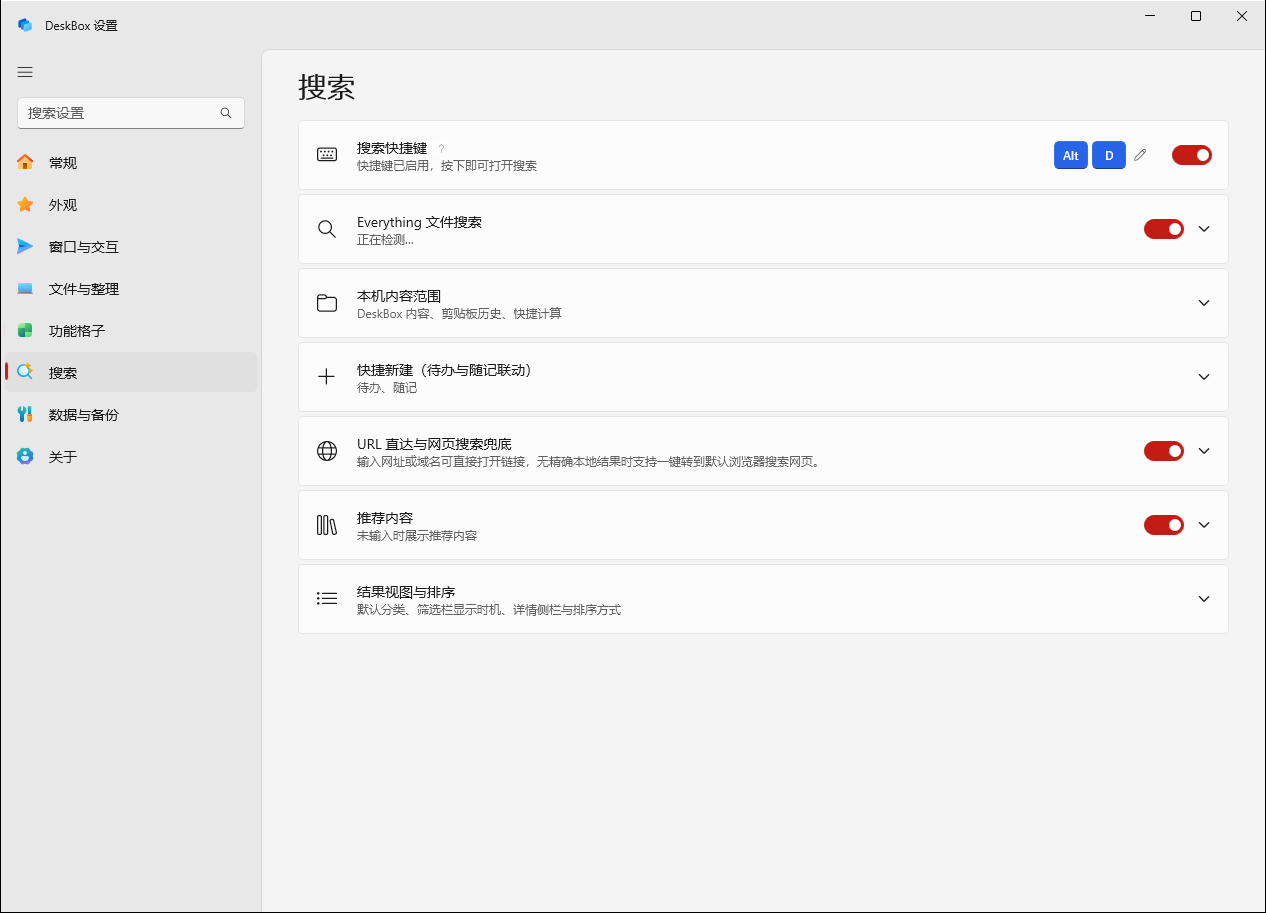 DeskBox 设置
搜索设置
常规
外观
窗口与交互
文件与整理
功能格子
搜索
数据与备份
关于
搜索
搜索快捷键 ?
快捷键已启用，按下即可打开搜索
Alt D
Everything 文件搜索
正在检测...
本机内容范围
DeskBox 内容、剪贴板历史、快捷计算
快捷新建（待办与随记联动）
待办、随记
URL 直达与网页搜索兜底
输入网址或域名可直接打开链接，无精确本地结果时支持一键转到默认浏览器搜索网页。
推荐内容
未输入时展示推荐内容
结果视图与排序
默认分类、筛选栏显示时机、详情侧栏与排序方式